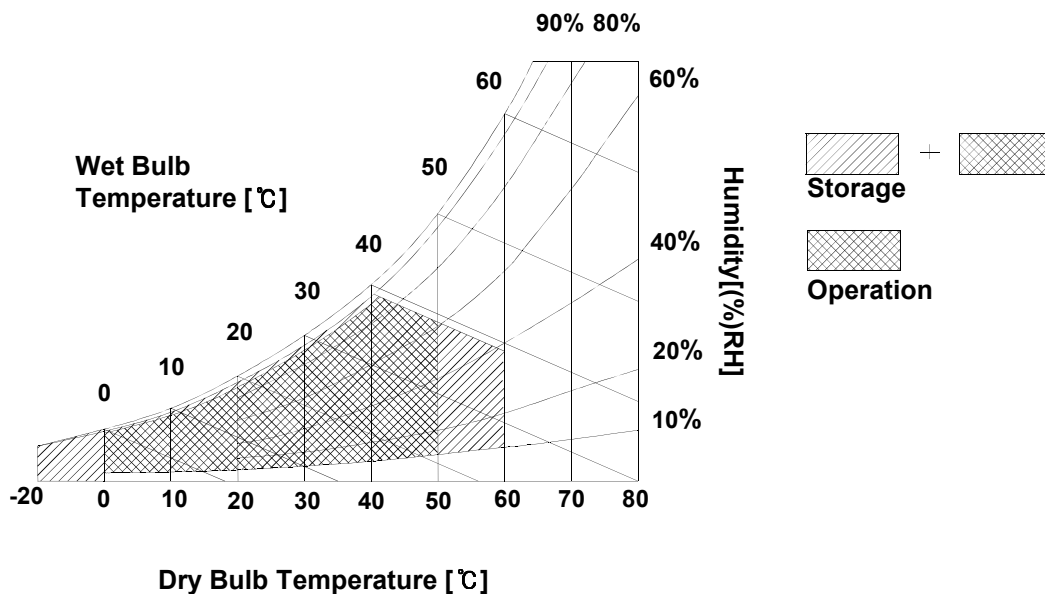 90% 80%
60
60%
50
Wet Bulb
Temperature [℃]
40
30
20
10
0
Humidity[(%)RH]
40%
20%
10%
-20 0 10 20 30 40 50 60 70 80
Dry Bulb Temperature [℃]
+
Storage
Operation